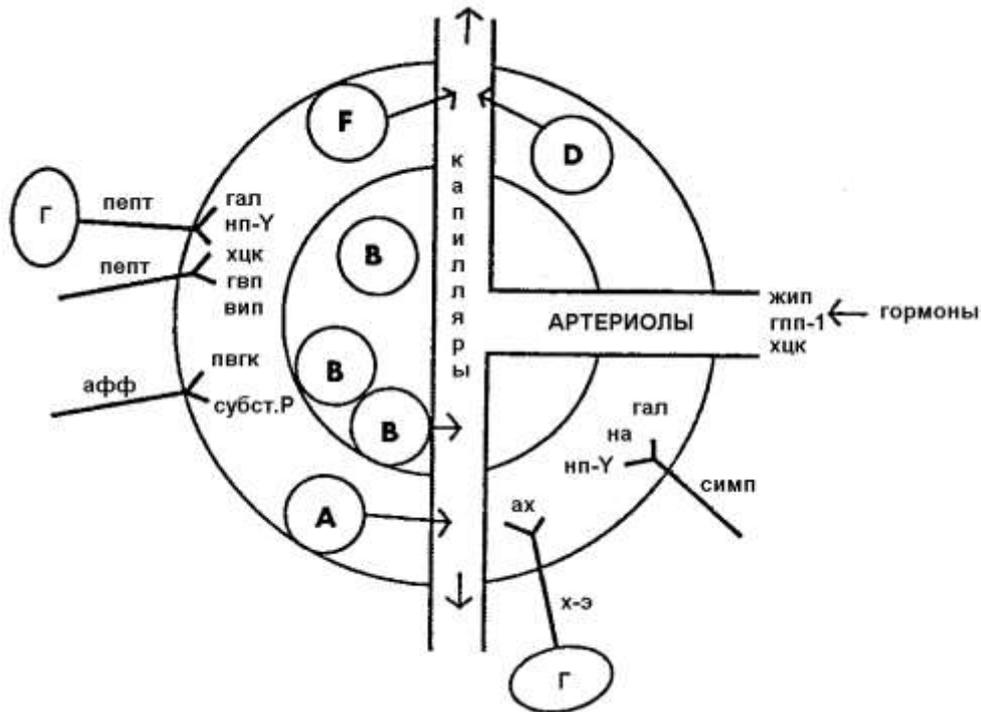 F
D
к
а
п
и
л
л
я
р
ы
Г
пепт
гал
нп-Y
хцк
пепт
гвп
вип
B
B
B
АРТЕРИОЛЫ
жип
гпп-1
хцк
гормоны
афф
пвгк
субст.P
A
гал
на
нп-Y
симп
ах
х-э
Г